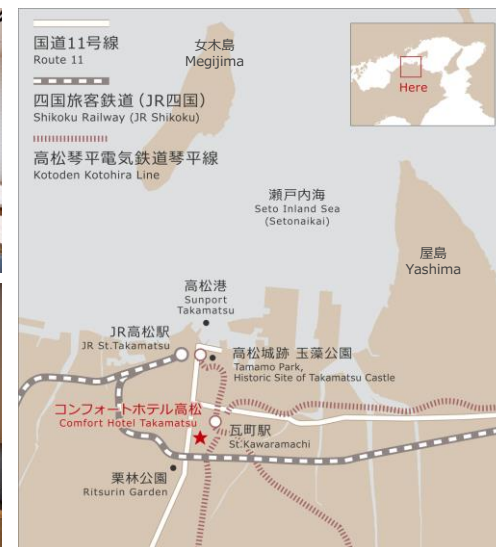 国道11号線
Route 11
四国旅客鉄道（JR四国）
Shikoku Railway (JR Shikoku)
高松琴平電気鉄道琴平線
Kotoden Kotohira Line
女木島
Megijima
Here
瀬戸内海
Seto Inland Sea
(Setonaikai)
屋島
Yashima
高松港
Sunport
Takamatsu
JR高松駅
JR St.Takamatsu
高松城跡 玉藻公園
Tamamo Park,
Historic Site of Takamatsu Castle
コンフォートホテル高松
Comfort Hotel Takamatsu
瓦町駅
St.Kawaramachi
栗林公園
Ritsurin Garden